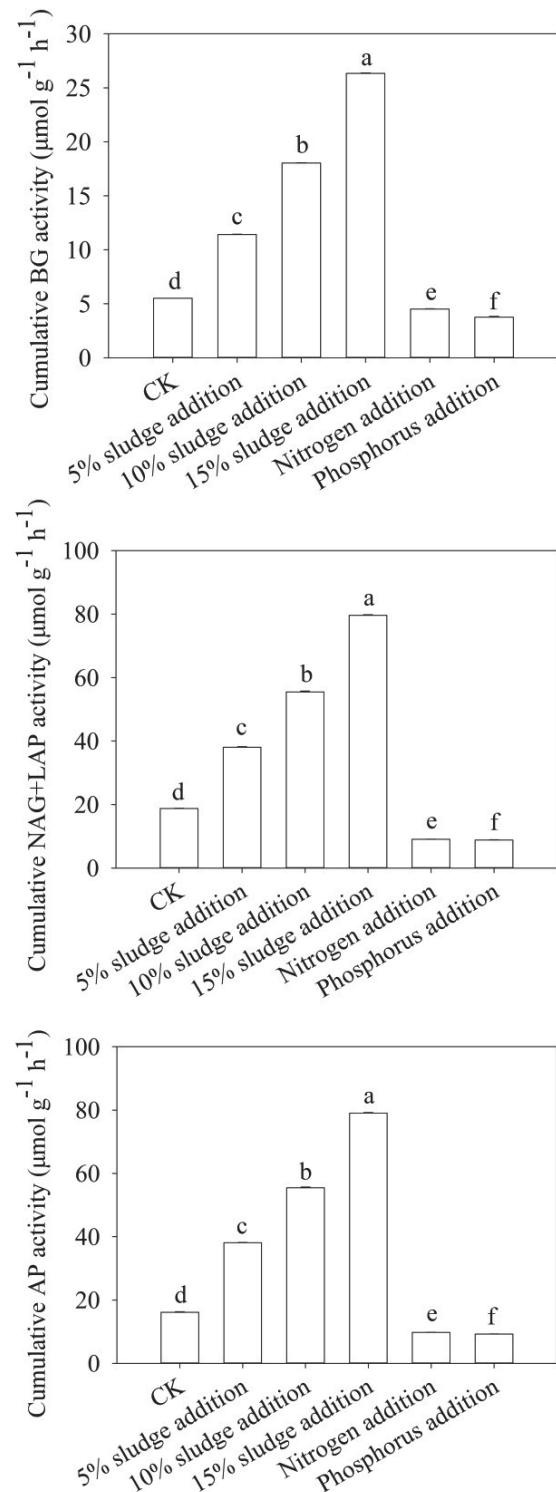 Cumulative BG activity (μmol g⁻¹ h⁻¹)
30
25
20
15
10
5
0
d
c
b
a
e
f
CK
5% sludge addition
10% sludge addition
15% sludge addition
Nitrogen addition
Phosphorus addition
Cumulative NAG+LAP activity (μmol g⁻¹ h⁻¹)
100
80
60
40
20
0
d
c
b
a
e
f
CK
5% sludge addition
10% sludge addition
15% sludge addition
Nitrogen addition
Phosphorus addition
Cumulative AP activity (μmol g⁻¹ h⁻¹)
100
80
60
40
20
0
d
c
b
a
e
f
CK
5% sludge addition
10% sludge addition
15% sludge addition
Nitrogen addition
Phosphorus addition